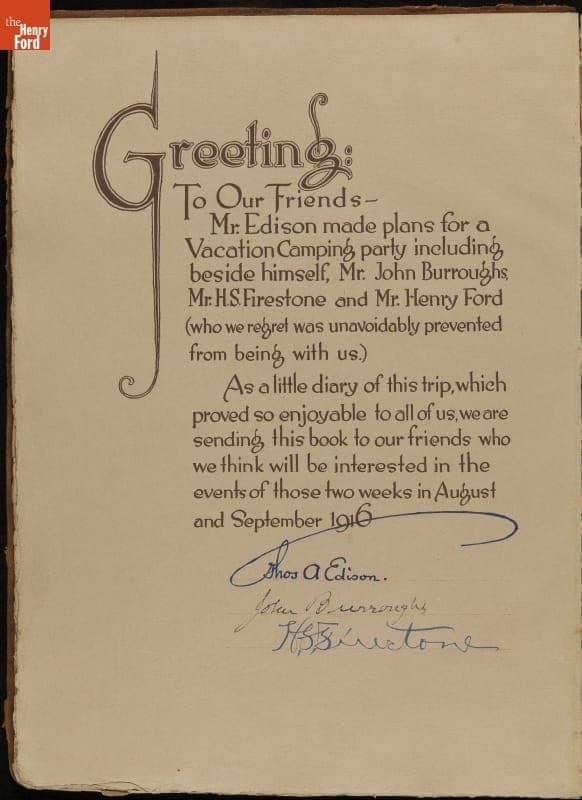 the
Henry
Ford
Greeting:
To Our Friends—
Mr. Edison made plans for a
Vacation Camping party including
beside himself, Mr. John Burroughs,
Mr. H.S. Firestone and Mr. Henry Ford
(who we regret was unavoidably prevented
from being with us.)
As a little diary of this trip, which
proved so enjoyable to all of us, we are
sending this book to our friends who
we think will be interested in the
events of those two weeks in August
and September 1916
Thos A Edison.
John Burroughs
H.S. Firestone